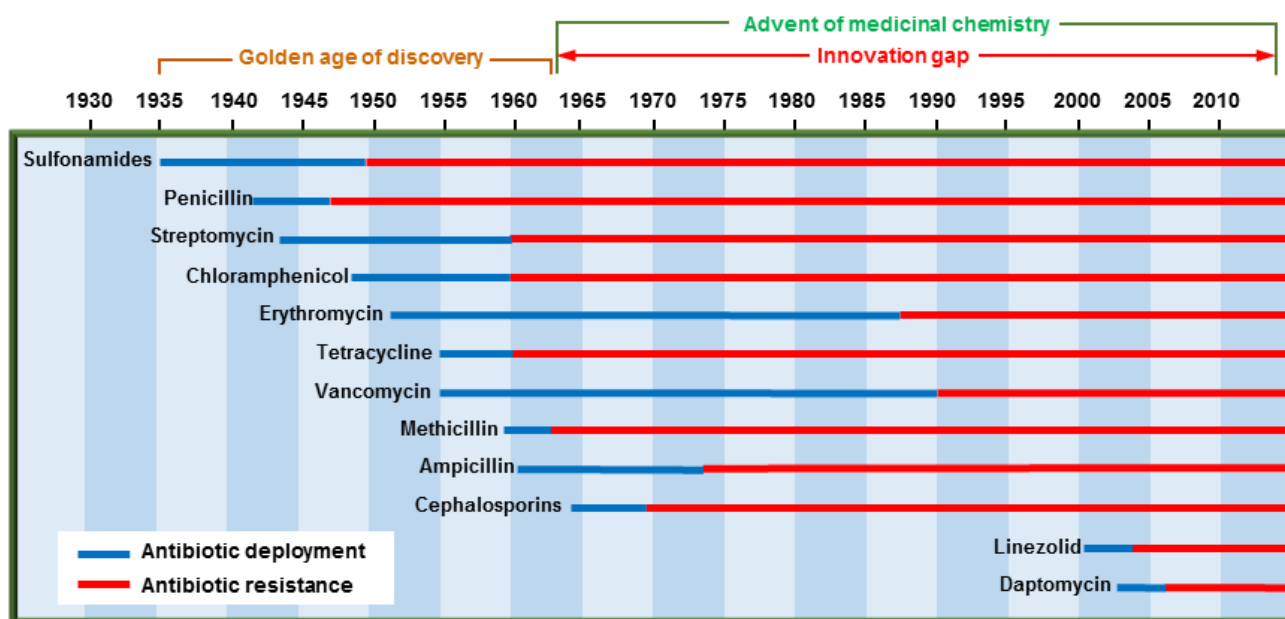 Advent of medicinal chemistry
Golden age of discovery
Innovation gap
1930 1935 1940 1945 1950 1955 1960 1965 1970 1975 1980 1985 1990 1995 2000 2005 2010
Sulfonamides
Penicillin
Streptomycin
Chloramphenicol
Erythromycin
Tetracycline
Vancomycin
Methicillin
Ampicillin
Cephalosporins
Linezolid
Daptomycin
Antibiotic deployment
Antibiotic resistance